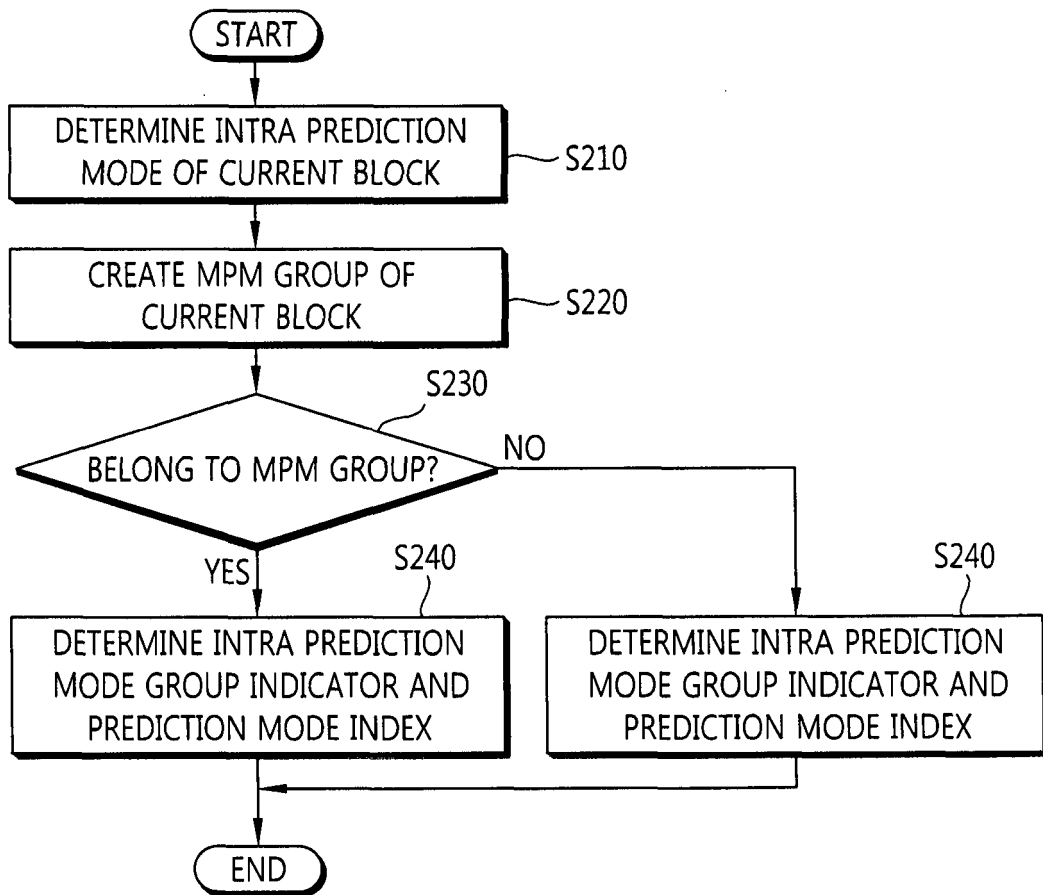 START
DETERMINE INTRA PREDICTION
MODE OF CURRENT BLOCK
S210
CREATE MPM GROUP OF
CURRENT BLOCK
S220
S230
BELONG TO MPM GROUP?
NO
YES
S240
DETERMINE INTRA PREDICTION
MODE GROUP INDICATOR AND
PREDICTION MODE INDEX
S240
DETERMINE INTRA PREDICTION
MODE GROUP INDICATOR AND
PREDICTION MODE INDEX
END